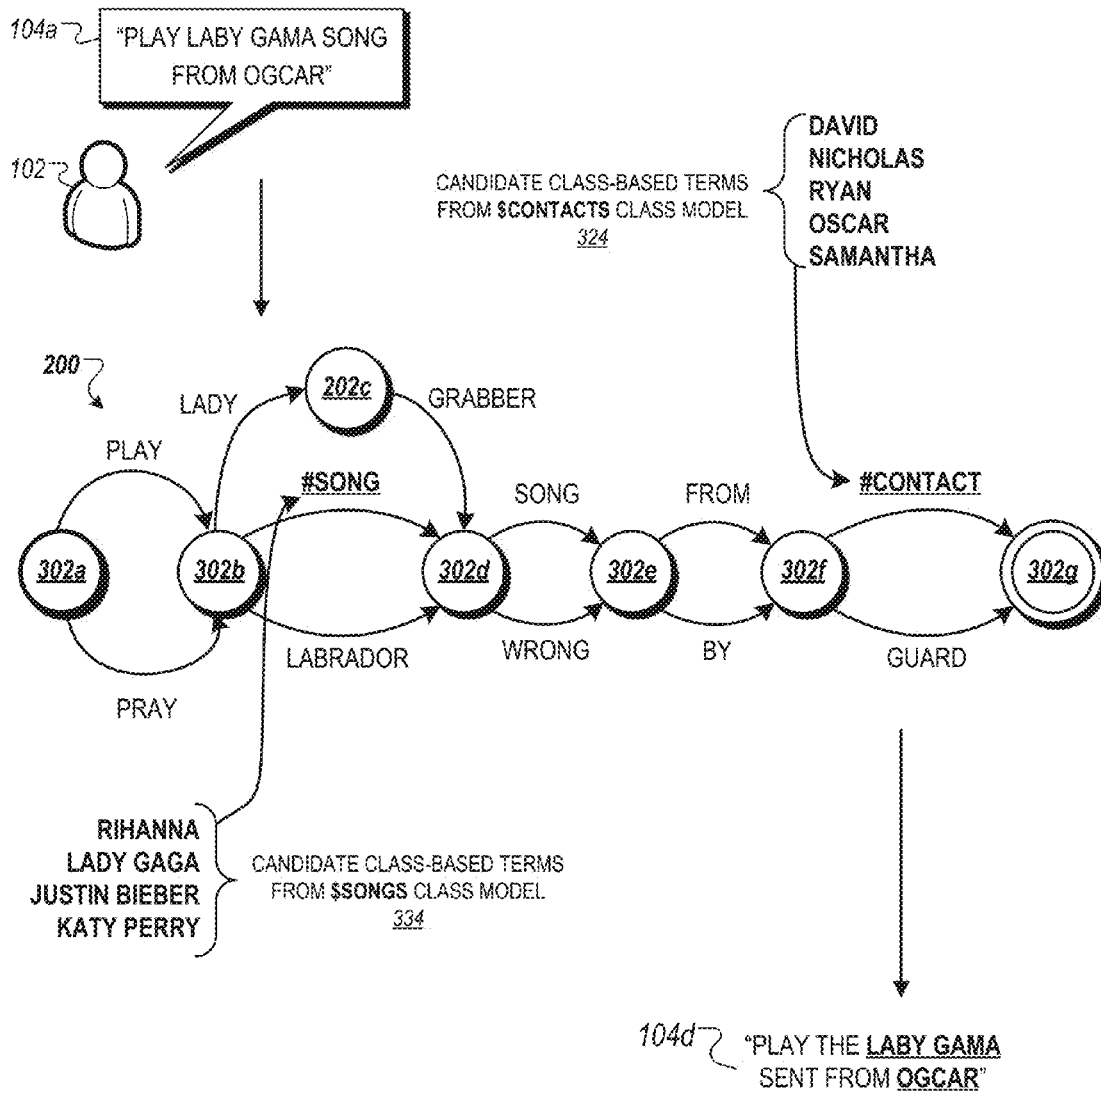 104a
“PLAY LABY GAMA SONG
FROM OGCAR”
102
CANDIDATE CLASS-BASED TERMS
FROM $CONTACTS CLASS MODEL
324
DAVID
NICHOLAS
RYAN
OSCAR
SAMANTHA
200
202c
LADY
GRABBER
PLAY
#SONG
SONG
FROM
#CONTACT
302a
302b
302d
302e
302f
302g
LABRADOR
WRONG
BY
GUARD
PRAY
RIHANNA
LADY GAGA
JUSTIN BIEBER
KATY PERRY
CANDIDATE CLASS-BASED TERMS
FROM $SONGS CLASS MODEL
334
104d
“PLAY THE LABY GAMA
SENT FROM OGCAR”